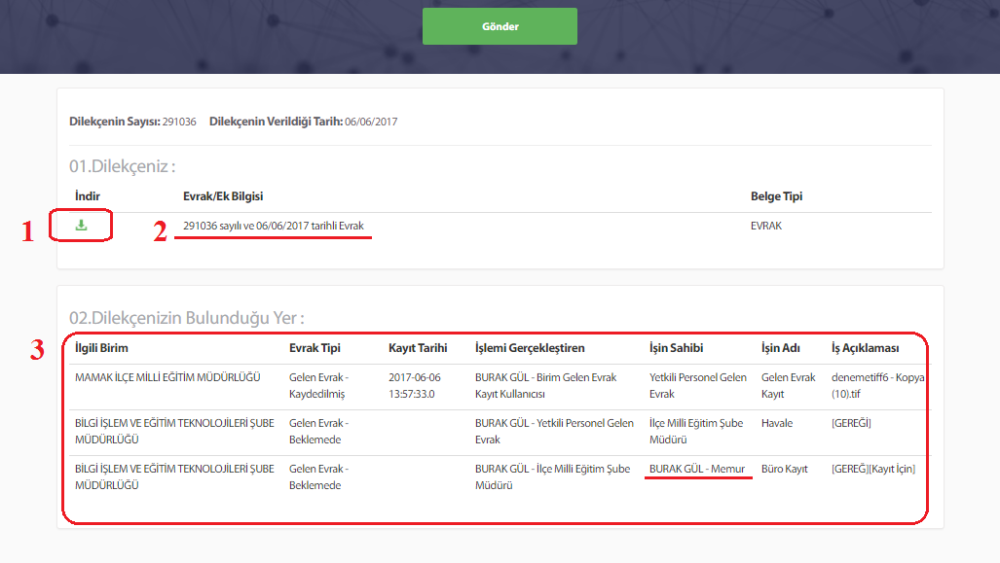 Gönder
Dilekçenin Sayısı: 291036 Dilekçenin Verildiği Tarih: 06/06/2017
01.Dilekçeniz :
İndir Evrak/Ek Bilgisi Belge Tipi
1 2 291036 sayılı ve 06/06/2017 tarihli Evrak EVRAK
02.Dilekçenizin Bulunduğu Yer :
3
İlgili Birim Evrak Tipi Kayıt Tarihi İşlemi Gerçekleştiren İşin Sahibi İşin Adı İş Açıklaması
MAMAK İLÇE MİLLİ EĞİTİM MÜDÜRLÜĞÜ Gelen Evrak - 2017-06-06 BURAK GÜL - Birim Gelen Evrak Yetkili Personel Gelen Gelen Evrak denemetiff6 - Kopya
Kaydedilmiş 13:57:33.0 Kayıt Kullanıcısı Evrak Kayıt (10).tif
BİLGİ İŞLEM VE EĞİTİM TEKNOLOJİLERİ ŞUBE Gelen Evrak - BURAK GÜL - Yetkili Personel Gelen İlçe Milli Eğitim Şube Havale [GEREĞİ]
MÜDÜRLÜĞÜ Beklemede Evrak Müdürü
BİLGİ İŞLEM VE EĞİTİM TEKNOLOJİLERİ ŞUBE Gelen Evrak - BURAK GÜL - İlçe Milli Eğitim Şube BURAK GÜL - Memur Büro Kayıt [GEREĞ][Kayıt İçin]
MÜDÜRLÜĞÜ Beklemede Müdürü